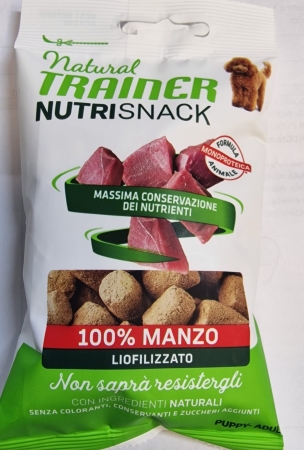 Natural
TRAINER
NUTRISNACK
FORMULA
MONOPROTEICA
ANIMALE
MASSIMA CONSERVAZIONE
DEI NUTRIENTI
100% MANZO
LIOFILIZZATO
Non saprà resistergli
CON INGREDIENTI NATURALI
SENZA COLORANTI, CONSERVANTI E ZUCCHERI AGGIUNTI
PUPPY-ADU